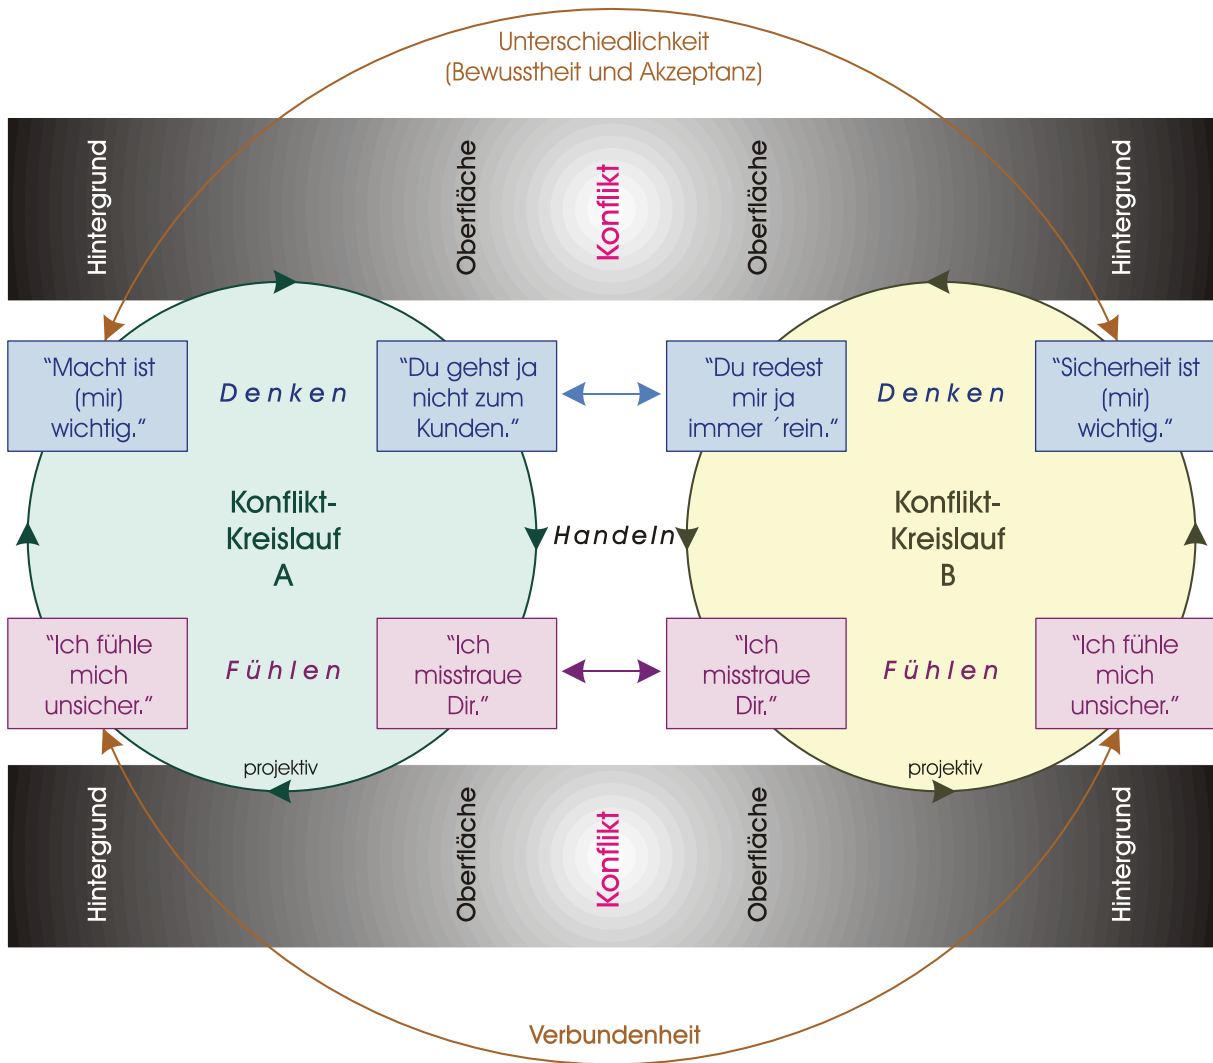 Unterschiedlichkeit
(Bewusstheit und Akzeptanz)
Hintergrund
Oberfläche
Konflikt
Oberfläche
Hintergrund
“Macht ist
(mir)
wichtig.”
Denken
“Du gehst ja
nicht zum
Kunden.”
“Du redest
mir ja
immer ´rein.”
Denken
“Sicherheit ist
(mir)
wichtig.”
Konflikt-
Kreislauf
A
Handeln
Konflikt-
Kreislauf
B
“Ich fühle
mich
unsicher.”
Fühlen
“Ich
misstraue
Dir.”
“Ich
misstraue
Dir.”
Fühlen
“Ich fühle
mich
unsicher.”
projektiv
projektiv
Hintergrund
Oberfläche
Konflikt
Oberfläche
Hintergrund
Verbundenheit